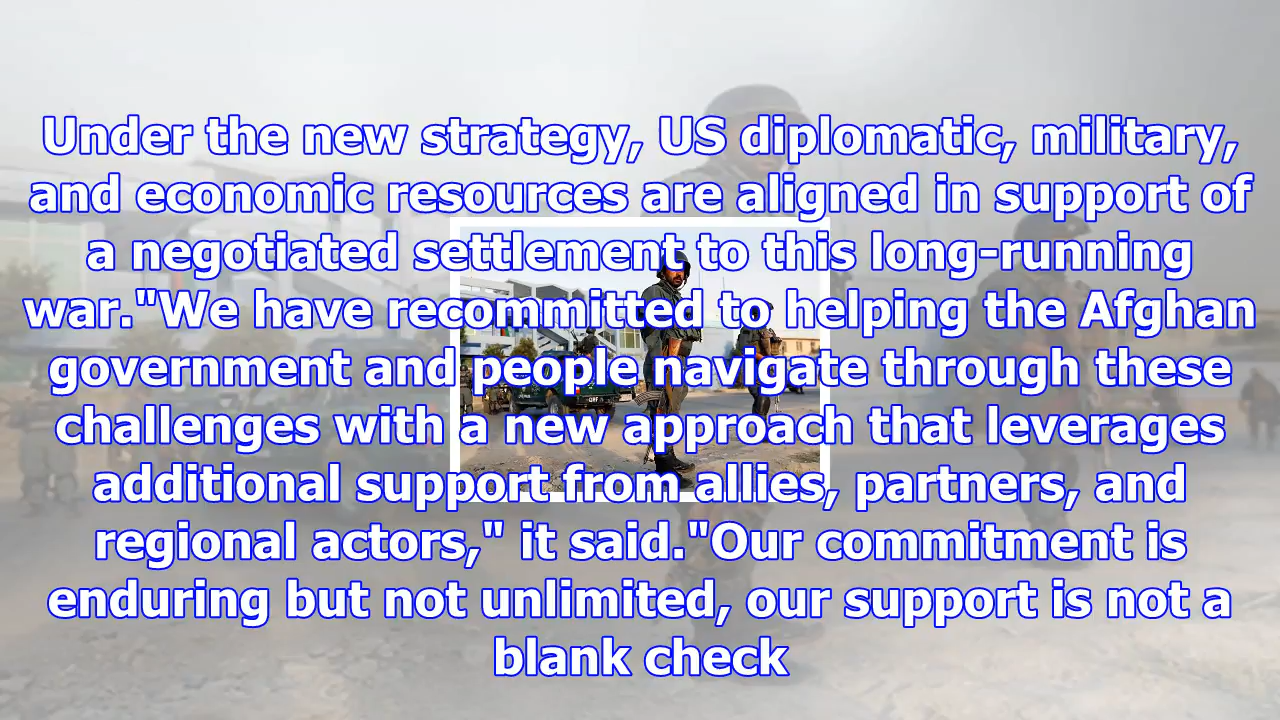 Under the new strategy, US diplomatic, military,
and economic resources are aligned in support of
a negotiated settlement to this long-running
war."We have recommitted to helping the Afghan
government and people navigate through these
challenges with a new approach that leverages
additional support from allies, partners, and
regional actors," it said."Our commitment is
enduring but not unlimited, our support is not a
blank check